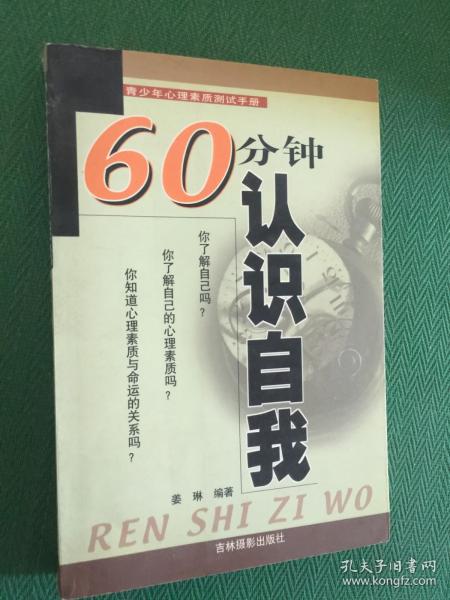 青少年心理素质测试手册
60分钟
认识自我
你了解自己吗？
你了解自己的心理素质吗？
你知道心理素质与命运的关系吗？
姜琳 编著
REN SHI ZI WO
吉林摄影出版社
孔夫子旧书网
www.kongfz.com